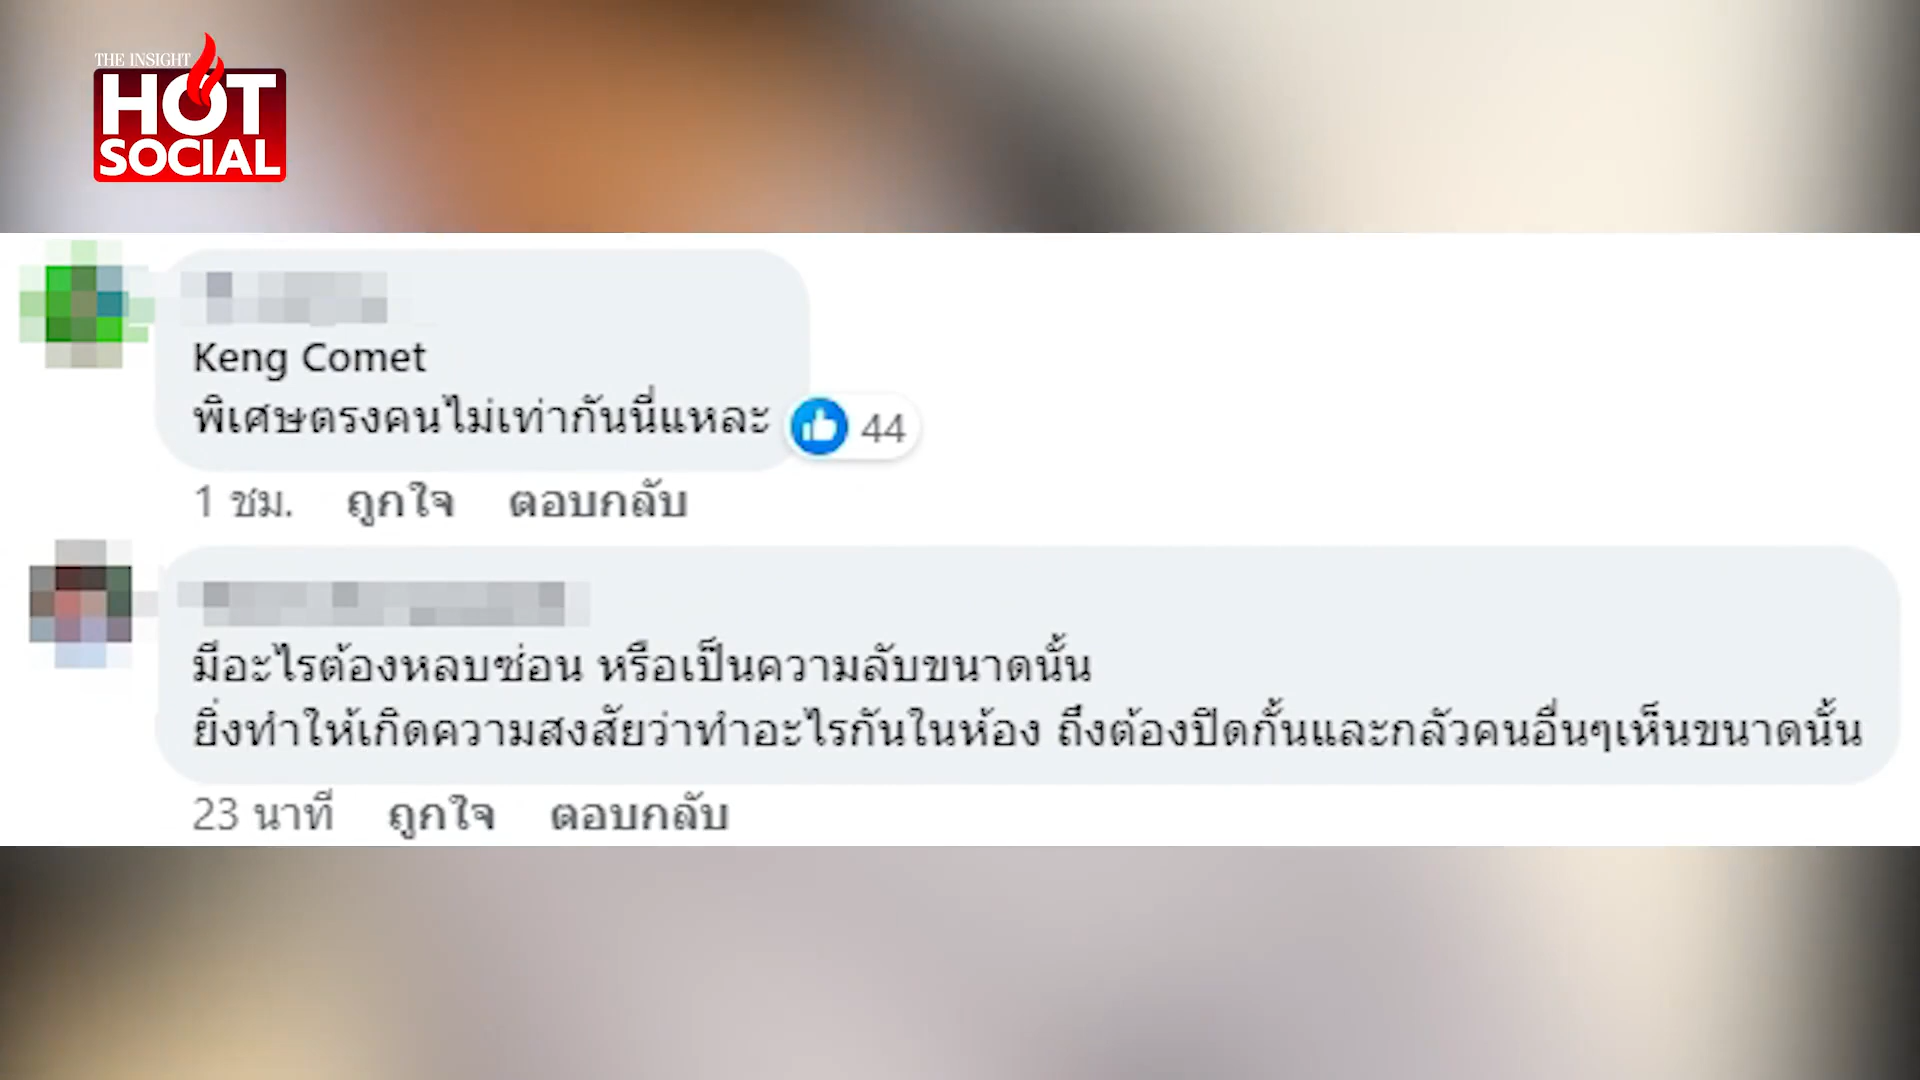 THE INSIGHT
HOT
SOCIAL
Keng Comet
พิเศษตรงคนไม่เท่ากันนี่แหละ
44
1 ชม. ถูกใจ ตอบกลับ
มีอะไรต้องหลบซ่อน หรือเป็นความลับขนาดนั้น
ยิ่งทำให้เกิดความสงสัยว่าทำอะไรกันในห้อง ถึงต้องปิดกั้นและกลัวคนอื่นๆเห็นขนาดนั้น
23 นาที ถูกใจ ตอบกลับ